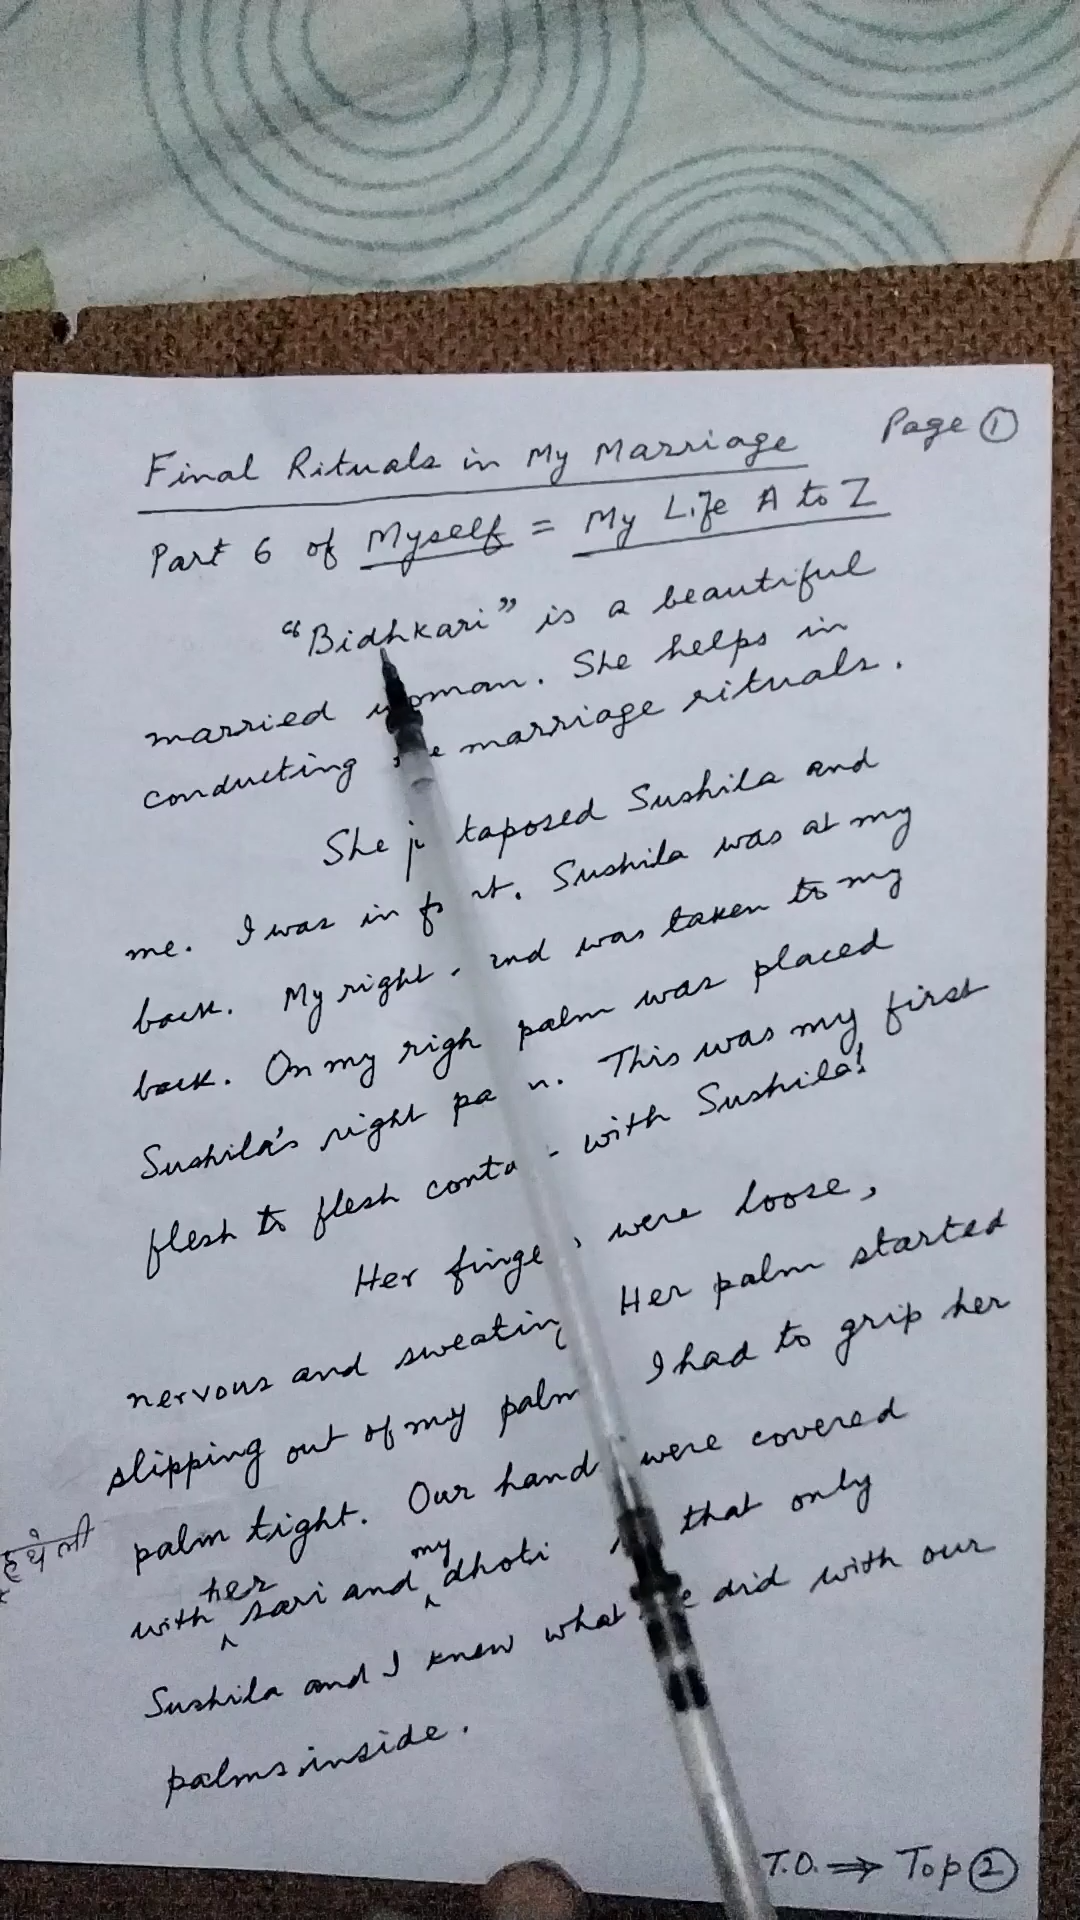 Page ①
Final Rituals in My Marriage
Part 6 of Myself = My Life A to Z
"Bidhkari" is a beautiful
married woman. She helps in
conducting marriage rituals.
She taposed Sushila and
me. I was in Sushila was at my
back. My right was taken to my
back. On my righ palm was placed
Sushila's right This was my first
flesh to flesh conta with Sushila!
Her finge were loose,
nervous and sweatin Her palm started
slipping out of my palm I had to grip her
palm tight. Our hand were covered
हथेली
with her sari and my dhoti that only
Sushila and I knew what did with our
palms inside.
T.O. ⇒ Top ②